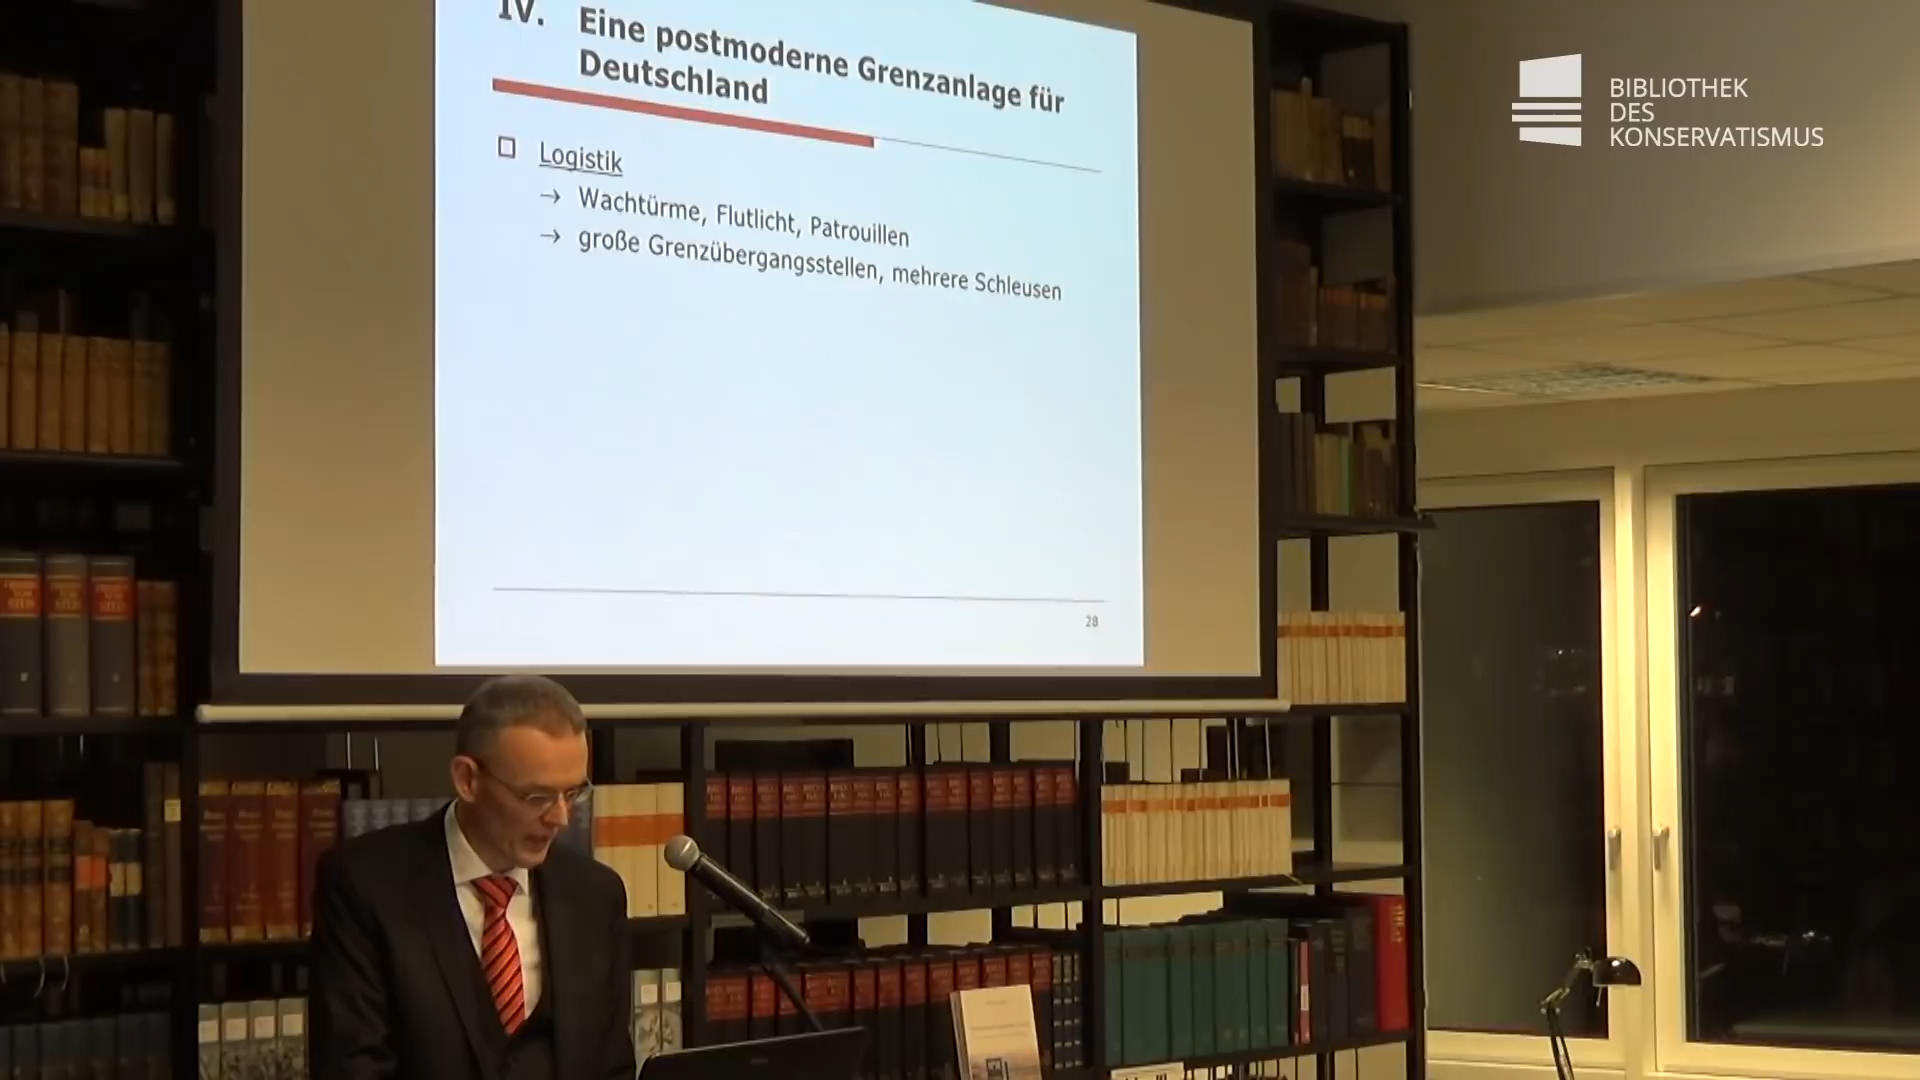 IV. Eine postmoderne Grenzanlage für
Deutschland
Logistik
→ Wachtürme, Flutlicht, Patrouillen
→ große Grenzübergangsstellen, mehrere Schleusen
28
BIBLIOTHEK
DES
KONSERVATISMUS